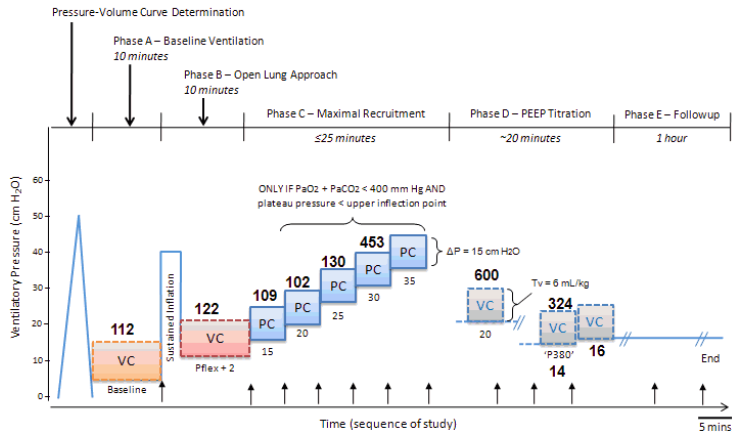 Pressure-Volume Curve Determination
Phase A – Baseline Ventilation
10 minutes
Phase B – Open Lung Approach
10 minutes
Phase C – Maximal Recruitment
Phase D – PEEP Titration
Phase E – Followup
≤25 minutes
~20 minutes
1 hour
Ventilatory Pressure (cm H2O)
60
50
40
30
20
10
0
ONLY IF PaO2 + PaCO2 < 400 mm Hg AND
plateau pressure < upper inflection point
112
VC
Baseline
Sustained Inflation
122
VC
Pflex + 2
109
PC
15
102
PC
20
130
PC
25
453
PC
30
PC
35
ΔP = 15 cm H2O
600
VC
20
Tv = 6 mL/kg
324
VC
'P380'
14
VC
16
End
Time (sequence of study)
5 mins